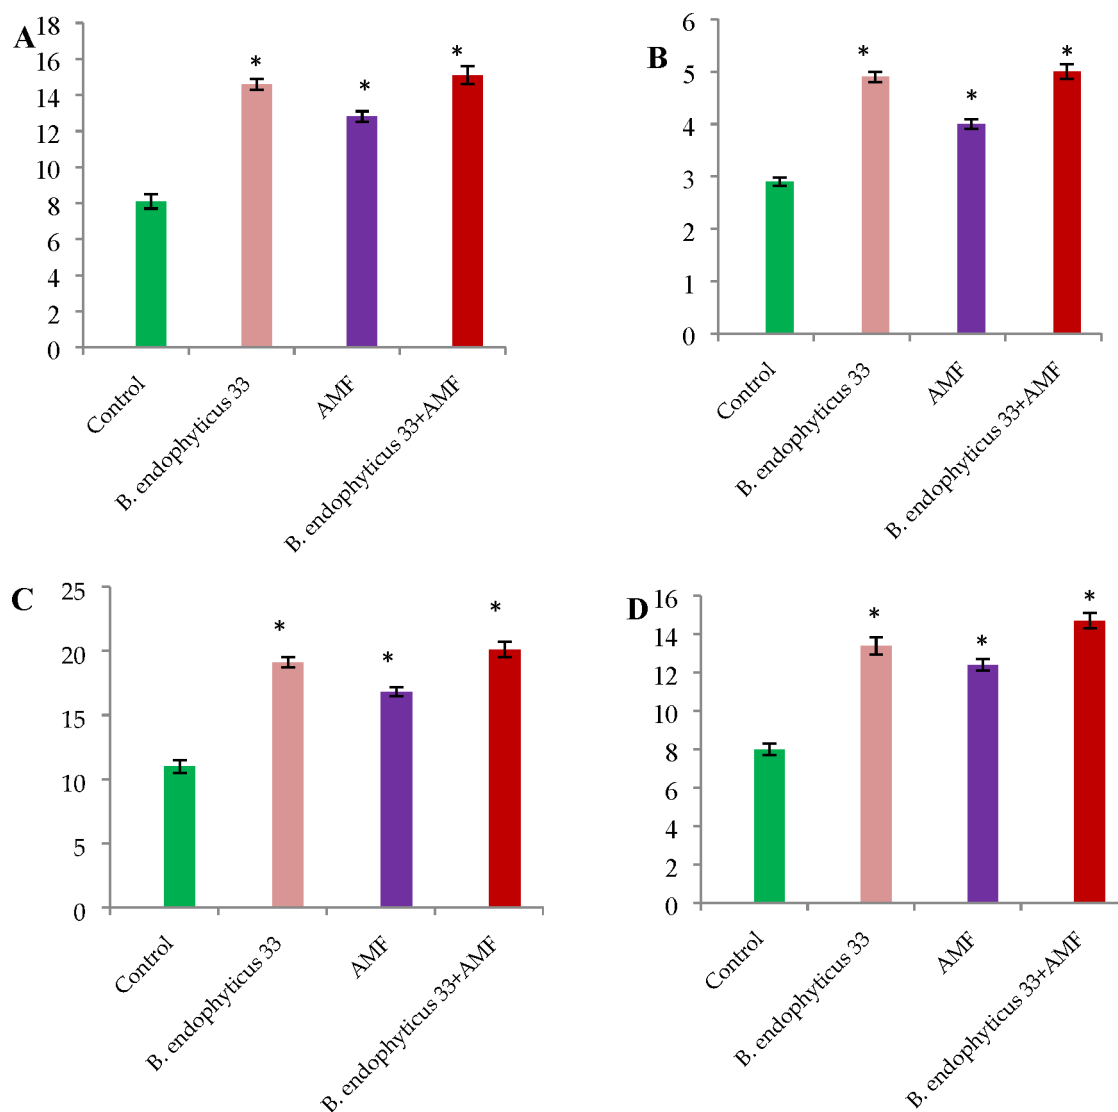 A
18
16
14
12
10
8
6
4
2
0
*
*
*
Control
B. endophyticus 33
AMF
B. endophyticus 33+AMF
B
6
5
4
3
2
1
0
*
*
*
Control
B. endophyticus 33
AMF
B. endophyticus 33+AMF
C
25
20
15
10
5
0
*
*
*
Control
B. endophyticus 33
AMF
B. endophyticus 33+AMF
D
16
14
12
10
8
6
4
2
0
*
*
*
Control
B. endophyticus 33
AMF
B. endophyticus 33+AMF